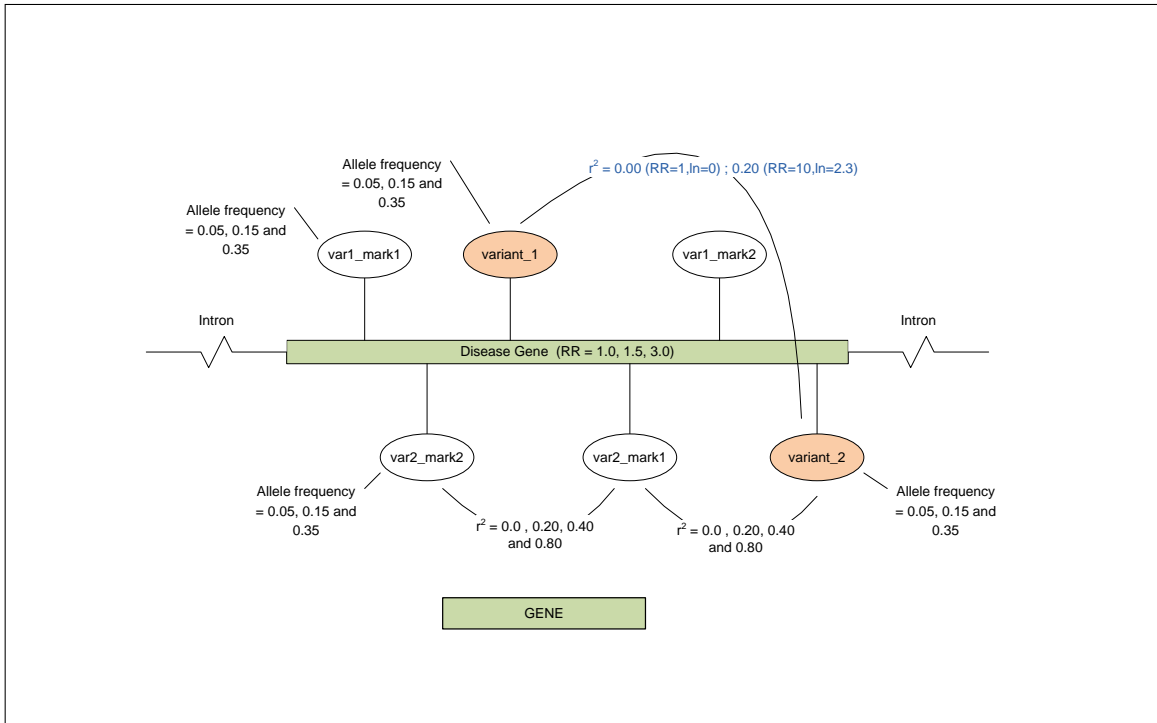 Allele frequency
= 0.05, 0.15 and
0.35
r² = 0.00 (RR=1,ln=0) ; 0.20 (RR=10,ln=2.3)
Allele frequency
= 0.05, 0.15 and
0.35
var1_mark1
variant_1
var1_mark2
Intron
Intron
Disease Gene (RR = 1.0, 1.5, 3.0)
var2_mark2
var2_mark1
variant_2
Allele frequency
= 0.05, 0.15 and
0.35
r² = 0.0 , 0.20, 0.40
and 0.80
r² = 0.0 , 0.20, 0.40
and 0.80
Allele frequency
= 0.05, 0.15 and
0.35
GENE